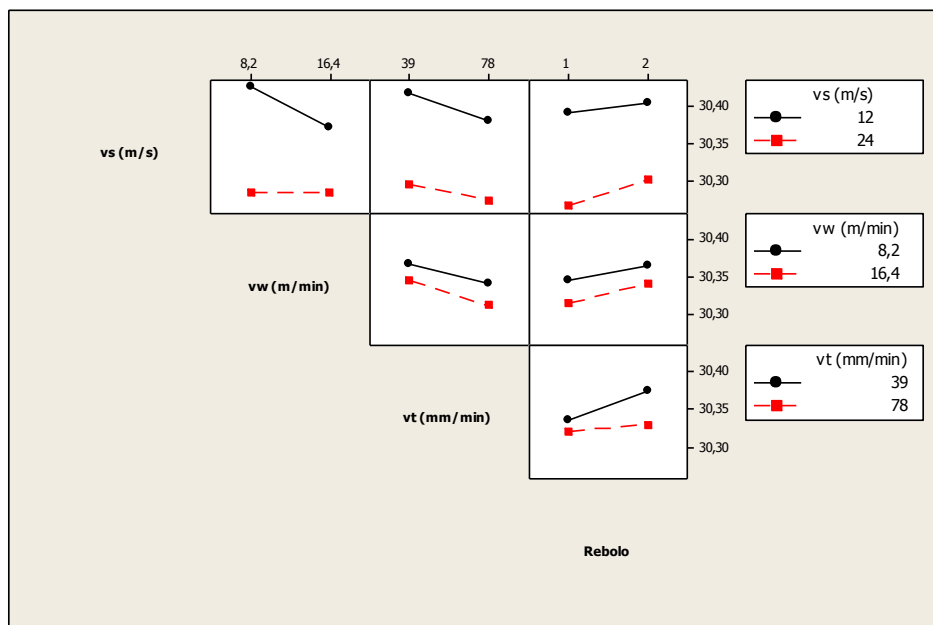 8,2 16,4 39 78 1 2
vs (m/s)
30,40
30,35
30,30
vs (m/s)
12
24
vw (m/min)
30,40
30,35
30,30
vw (m/min)
8,2
16,4
vt (mm/min)
30,40
30,35
30,30
vt (mm/min)
39
78
Rebolo